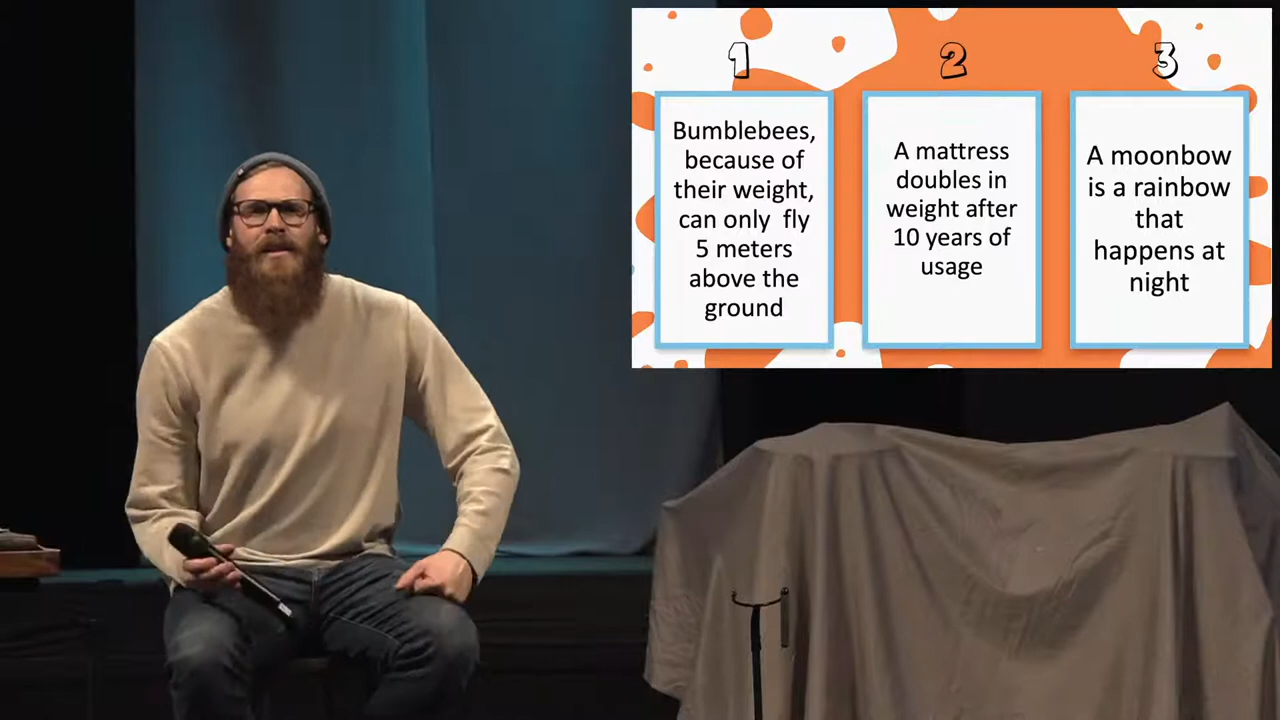 1
Bumblebees,
because of
their weight,
can only fly
5 meters
above the
ground
2
A mattress
doubles in
weight after
10 years of
usage
3
A moonbow
is a rainbow
that
happens at
night